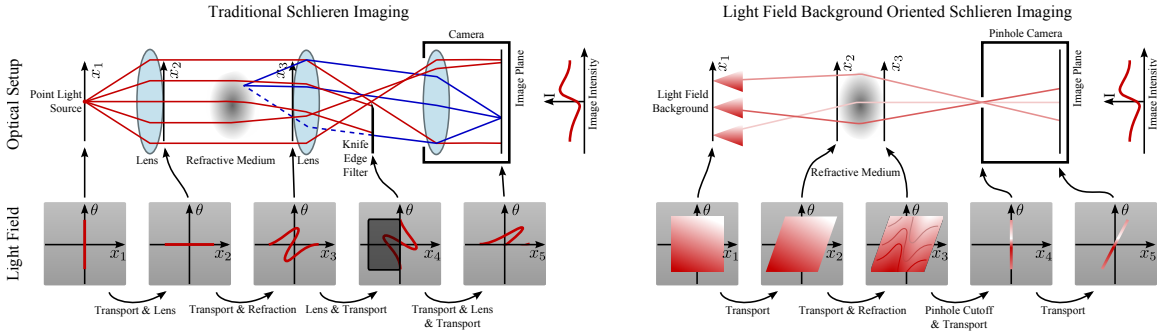 Traditional Schlieren Imaging
Light Field Background Oriented Schlieren Imaging
Optical Setup
Point Light
Source
x₁
x₂
x₃
Lens
Refractive Medium
Lens
Knife
Edge
Filter
Camera
Image Plane
I
Image Intensity
Light Field
Background
x₁
x₂
x₃
Refractive Medium
Pinhole Camera
Image Plane
I
Image Intensity
Light Field
θ
x₁
θ
x₂
θ
x₃
θ
x₄
θ
x₅
Transport & Lens
Transport & Refraction
Lens & Transport
Transport & Lens
& Transport
θ
x₁
θ
x₂
θ
x₃
θ
x₄
θ
x₅
Transport
Transport & Refraction
Pinhole Cutoff
& Transport
Transport